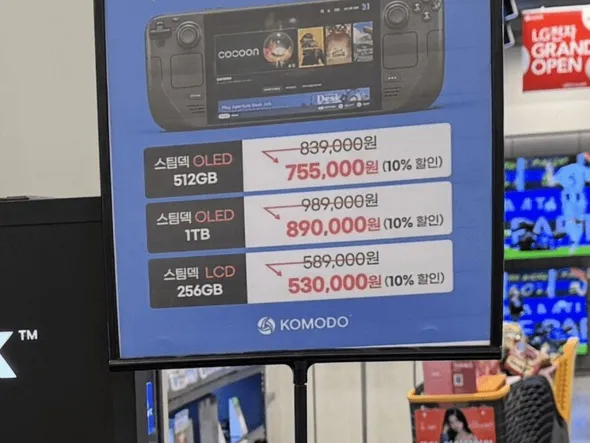 cocoon
Desk
스팀덱 OLED
512GB
839,000원
755,000원 (10% 할인)
스팀덱 OLED
1TB
989,000원
890,000원 (10% 할인)
스팀덱 LCD
256GB
589,000원
530,000원 (10% 할인)
KOMODO
TM
LG전자
GRAND
OPEN